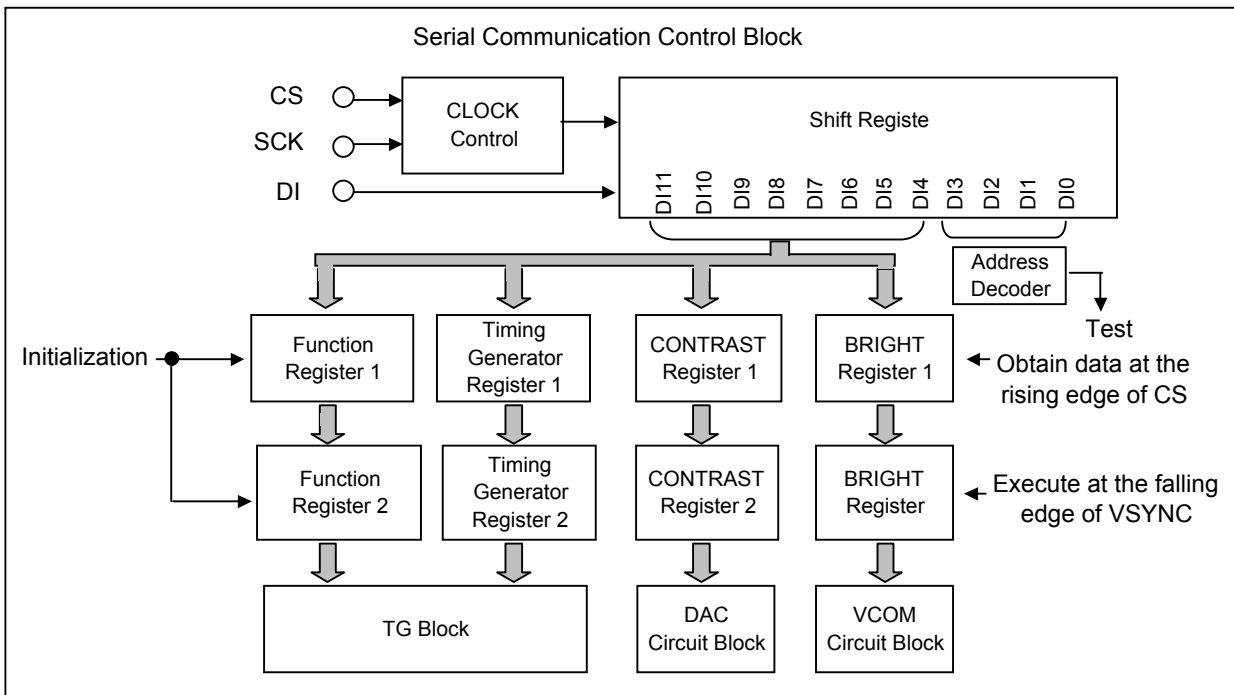 Serial Communication Control Block
CS
SCK
DI
CLOCK
Control
Shift Registe
DI11
DI10
DI9
DI8
DI7
DI6
DI5
DI4
DI3
DI2
DI1
DI0
Address
Decoder
Test
Initialization
Function
Register 1
Timing
Generator
Register 1
CONTRAST
Register 1
BRIGHT
Register 1
Obtain data at the
rising edge of CS
Function
Register 2
Timing
Generator
Register 2
CONTRAST
Register 2
BRIGHT
Register
Execute at the falling
edge of VSYNC
TG Block
DAC
Circuit Block
VCOM
Circuit Block